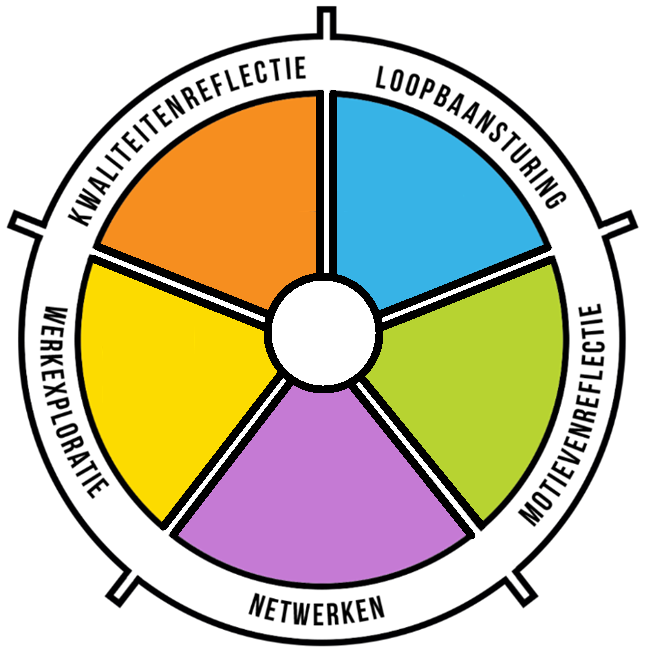 KWALITEITENREFLECTIE
LOOPBAANSTURING
MOTIEVENREFLECTIE
NETWERKEN
WERKEXPLORATIE